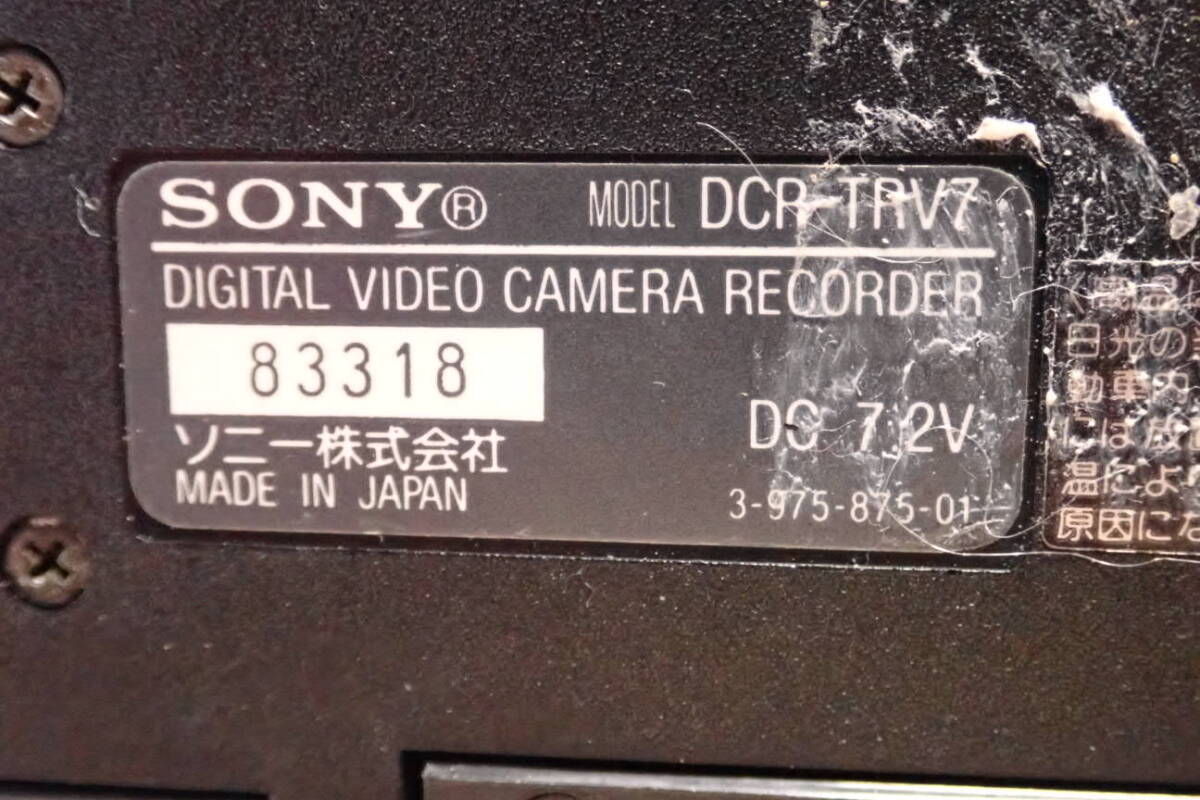 SONY® MODEL DCR-TRV7
DIGITAL VIDEO CAMERA RECORDER
83318
ソニー株式会社
DC 7.2V
MADE IN JAPAN
3-975-875-01
高温
日光の
動車内
には放
温によ
原因にな